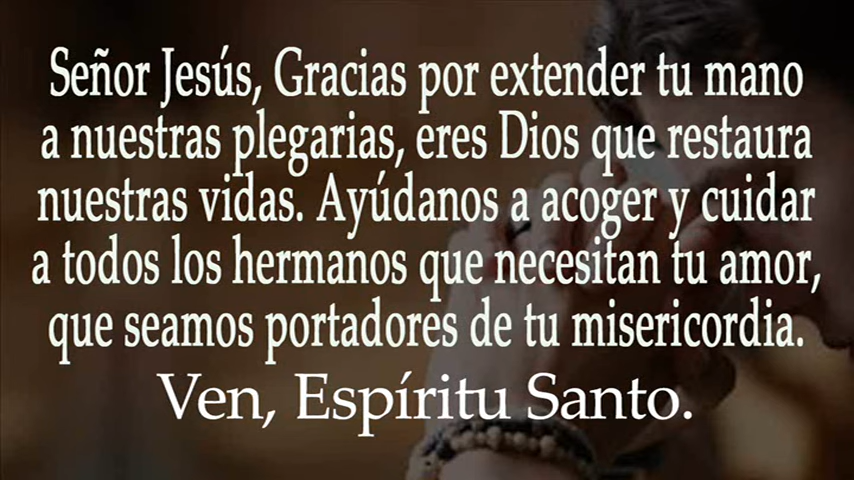 Señor Jesús, Gracias por extender tu mano
a nuestras plegarias, eres Dios que restaura
nuestras vidas. Ayúdanos a acoger y cuidar
a todos los hermanos que necesitan tu amor,
que seamos portadores de tu misericordia.
Ven, Espíritu Santo.